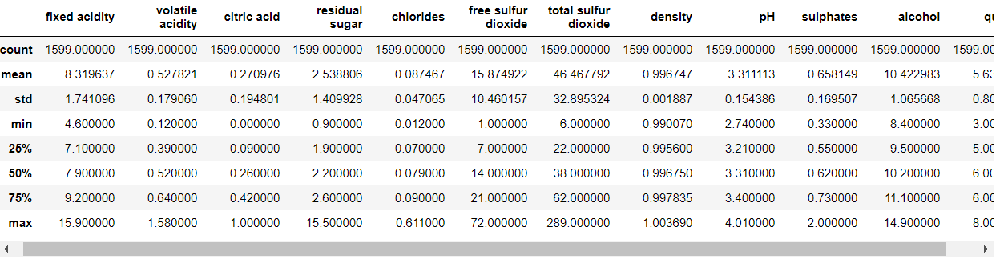 fixed acidity volatile acidity citric acid residual sugar chlorides free sulfur dioxide total sulfur dioxide density pH sulphates alcohol qu
count 1599.000000 1599.000000 1599.000000 1599.000000 1599.000000 1599.000000 1599.000000 1599.000000 1599.000000 1599.000000 1599.000000 1599.00
mean 8.319637 0.527821 0.270976 2.538806 0.087467 15.874922 46.467792 0.996747 3.311113 0.658149 10.422983 5.63
std 1.741096 0.179060 0.194801 1.409928 0.047065 10.460157 32.895324 0.001887 0.154386 0.169507 1.065668 0.80
min 4.600000 0.120000 0.000000 0.900000 0.012000 1.000000 6.000000 0.990070 2.740000 0.330000 8.400000 3.00
25% 7.100000 0.390000 0.090000 1.900000 0.070000 7.000000 22.000000 0.995600 3.210000 0.550000 9.500000 5.00
50% 7.900000 0.520000 0.260000 2.200000 0.079000 14.000000 38.000000 0.996750 3.310000 0.620000 10.200000 6.00
75% 9.200000 0.640000 0.420000 2.600000 0.090000 21.000000 62.000000 0.997835 3.400000 0.730000 11.100000 6.00
max 15.900000 1.580000 1.000000 15.500000 0.611000 72.000000 289.000000 1.003690 4.010000 2.000000 14.900000 8.00